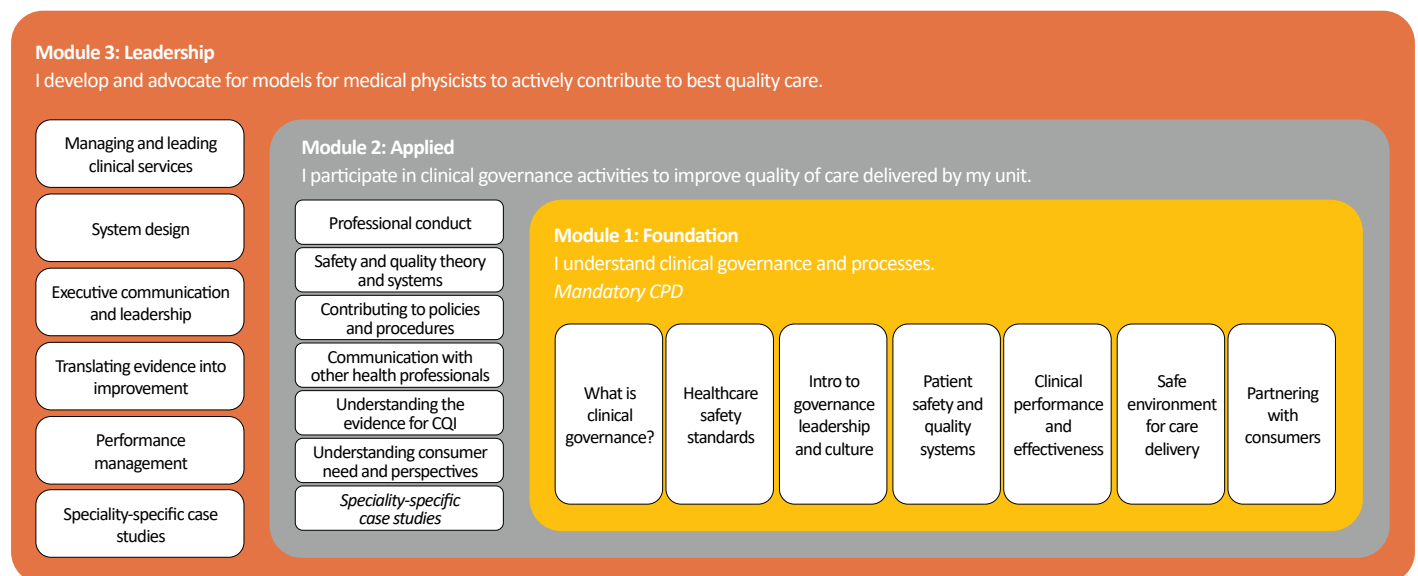 Module 3: Leadership
I develop and advocate for models for medical physicists to actively contribute to best quality care.
Managing and leading
clinical services
System design
Executive communication
and leadership
Translating evidence into
improvement
Performance
management
Speciality-specific case
studies
Module 2: Applied
I participate in clinical governance activities to improve quality of care delivered by my unit.
Professional conduct
Safety and quality theory
and systems
Contributing to policies
and procedures
Communication with
other health professionals
Understanding the
evidence for CQI
Understanding consumer
need and perspectives
Speciality-specific
case studies
Module 1: Foundation
I understand clinical governance and processes.
Mandatory CPD
What is
clinical
governance?
Healthcare
safety
standards
Intro to
governance
leadership
and culture
Patient
safety and
quality
systems
Clinical
performance
and
effectiveness
Safe
environment
for care
delivery
Partnering
with
consumers